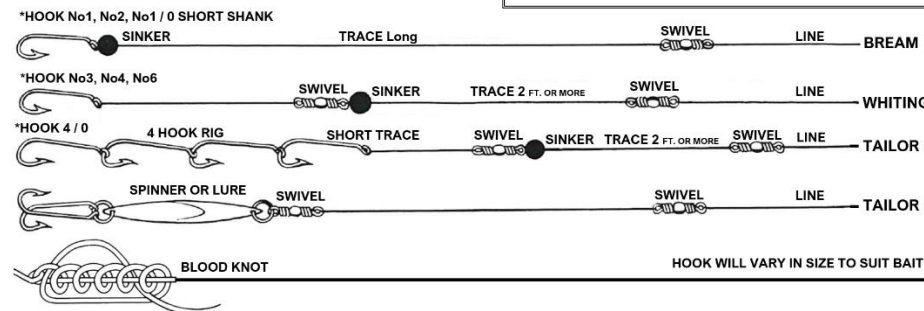 *HOOK No1, No2, No1 / 0 SHORT SHANK
SINKER TRACE Long SWIVEL LINE BREAM
*HOOK No3, No4, No6
SWIVEL SINKER TRACE 2 FT. OR MORE SWIVEL LINE WHITING
*HOOK 4 / 0 4 HOOK RIG SHORT TRACE SWIVEL SINKER TRACE 2 FT. OR MORE SWIVEL LINE TAILOR
SPINNER OR LURE SWIVEL SWIVEL LINE TAILOR
BLOOD KNOT HOOK WILL VARY IN SIZE TO SUIT BAIT